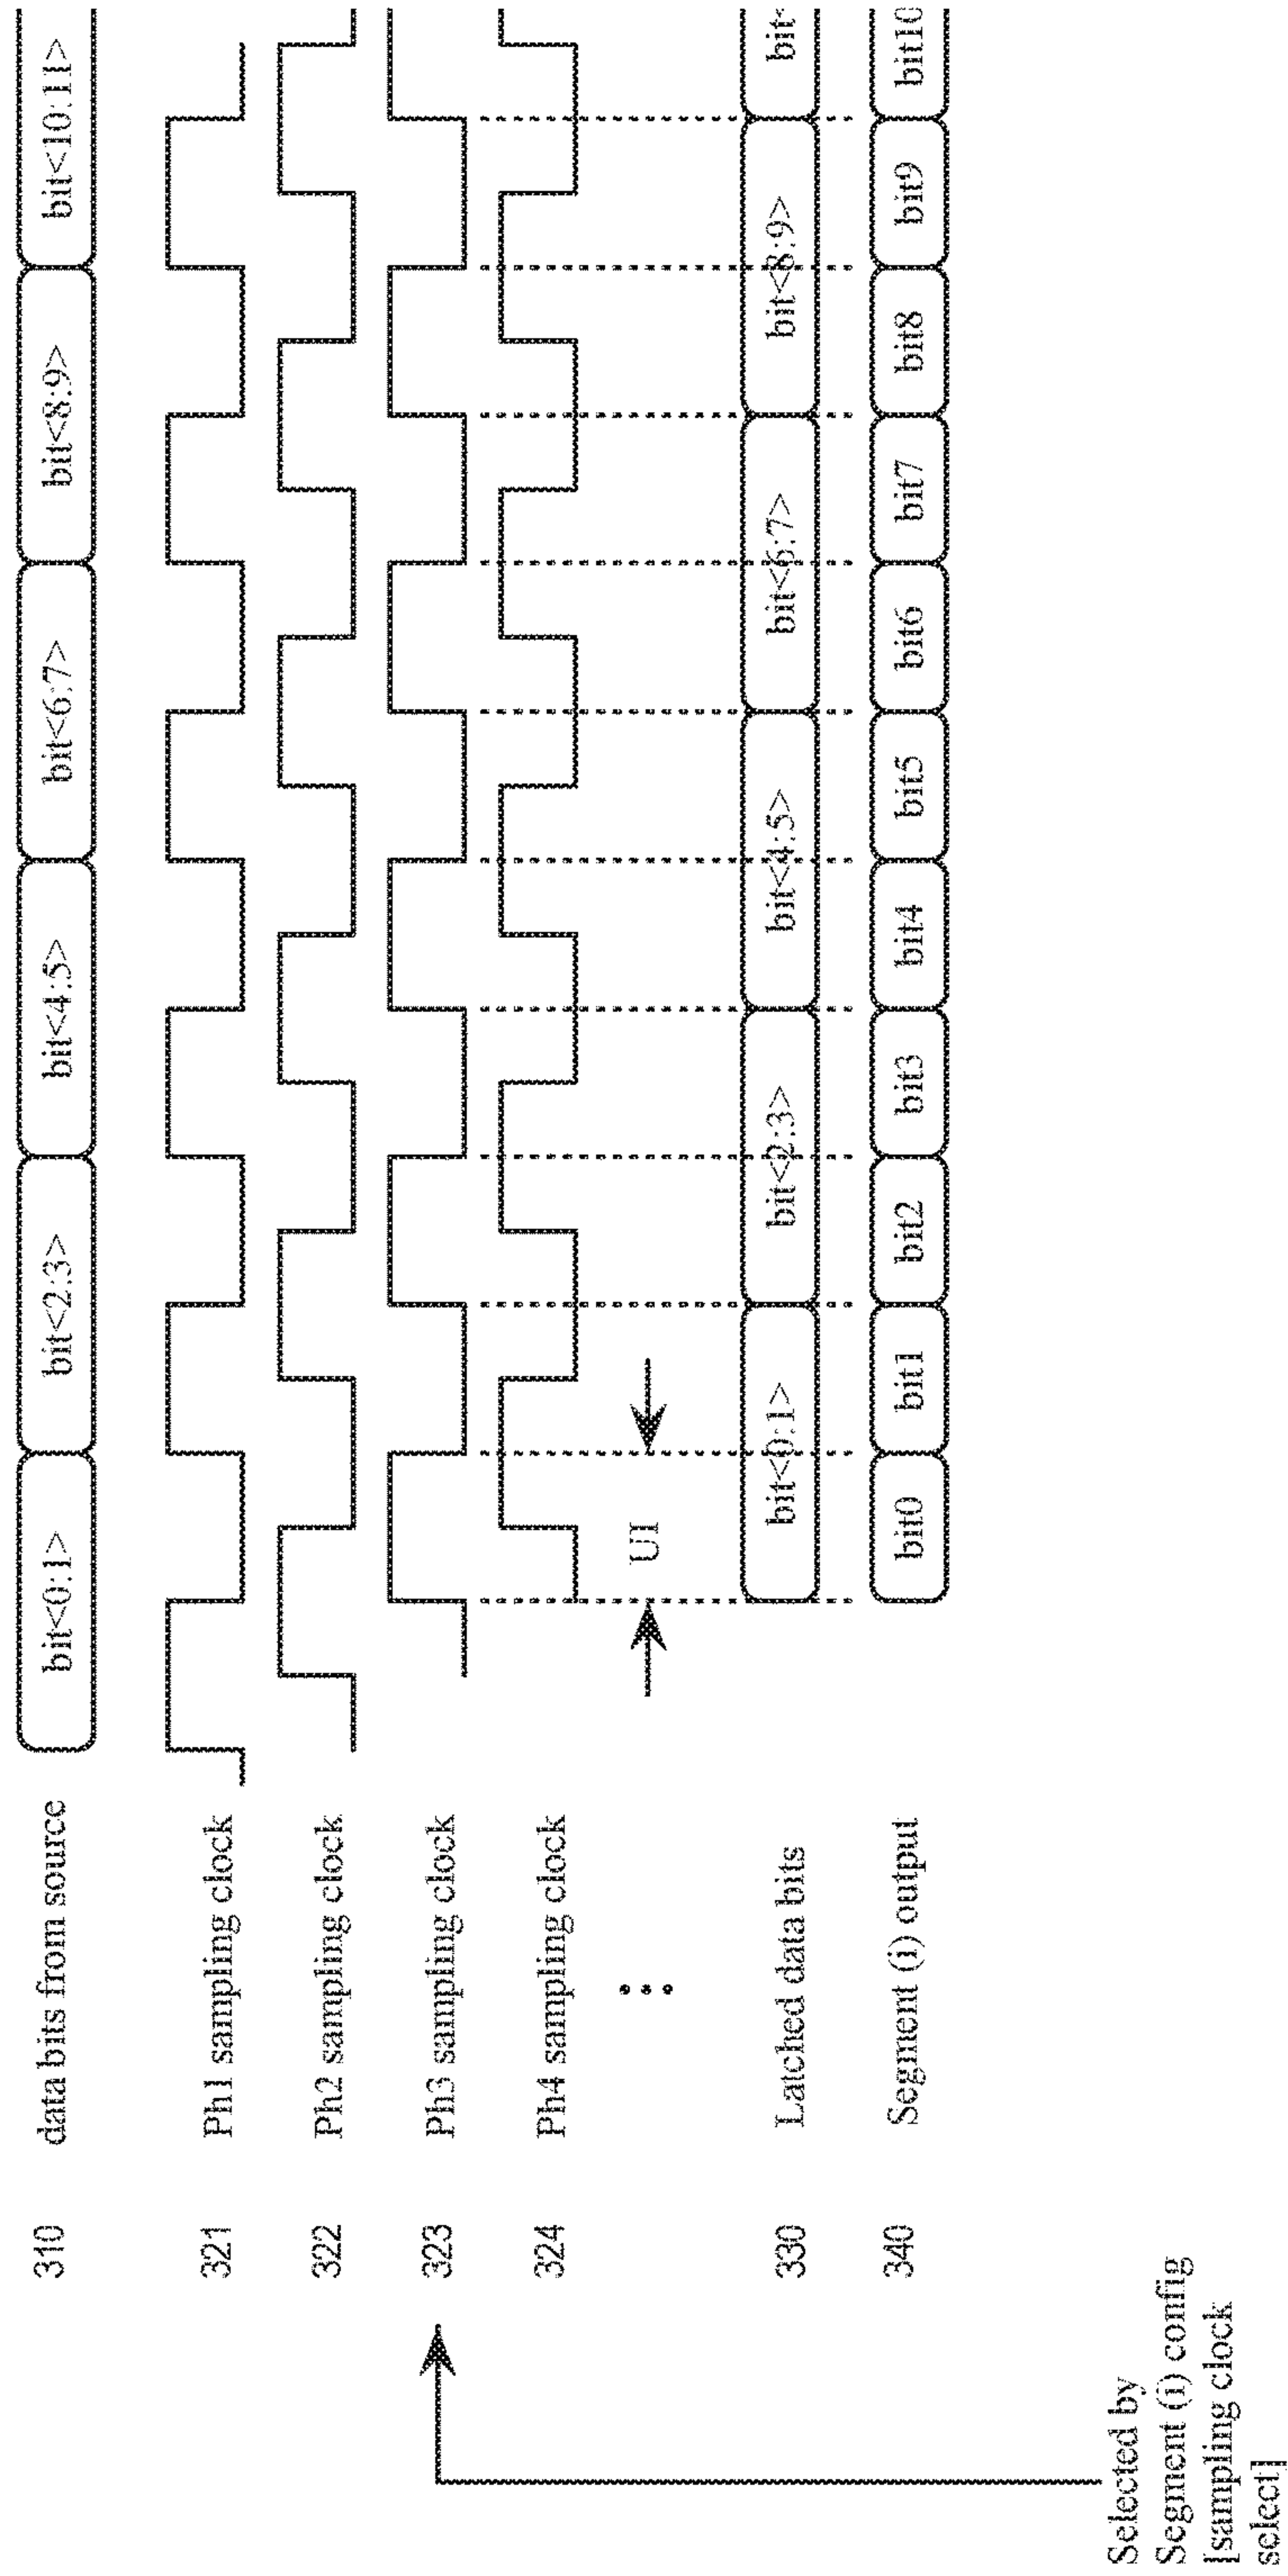 310 data bits from source bit<0:1> bit<2:3> bit<4:5> bit<6:7> bit<8:9> bit<10:11>
321 Ph1 sampling clock
322 Ph2 sampling clock
323 Ph3 sampling clock
324 Ph4 sampling clock
UI
330 Latched data bits bit<0:1> bit<2:3> bit<4:5> bit<6:7> bit<8:9> bit<
340 Segment (i) output bit0 bit1 bit2 bit3 bit4 bit5 bit6 bit7 bit8 bit9 bit10
Selected by
Segment (i) config
[sampling clock
select]